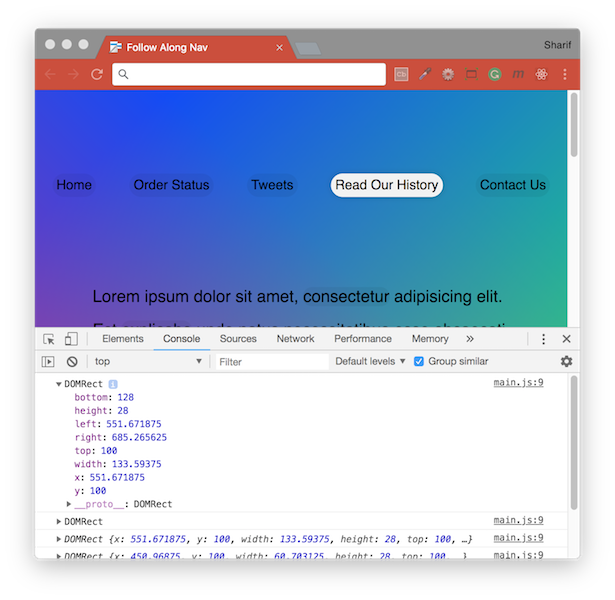 Follow Along Nav
Sharif
Cb G m
Home Order Status Tweets Read Our History Contact Us
Lorem ipsum dolor sit amet, consectetur adipisicing elit.
Elements Console Sources Network Performance Memory »
top Filter Default levels Group similar
DOMRect i main.js:9
bottom: 128
height: 28
left: 551.671875
right: 685.265625
top: 100
width: 133.59375
x: 551.671875
y: 100
__proto__: DOMRect
DOMRect main.js:9
DOMRect {x: 551.671875, y: 100, width: 133.59375, height: 28, top: 100, …} main.js:9
DOMRect {x: 450.96875, y: 100, width: 60.703125, height: 28, top: 100, …} main.js:9